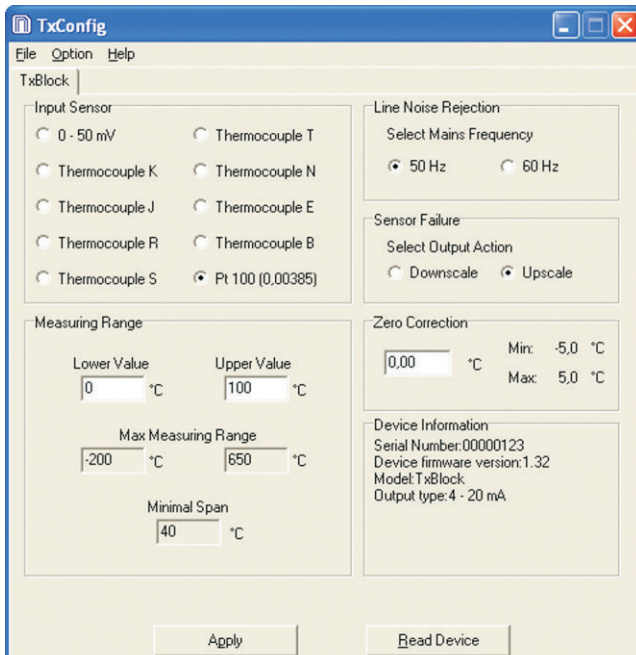 TxConfig
File Option Help
TxBlock
Input Sensor
0 - 50 mV
Thermocouple T
Thermocouple K
Thermocouple N
Thermocouple J
Thermocouple E
Thermocouple R
Thermocouple B
Thermocouple S
Pt 100 (0,00385)
Line Noise Rejection
Select Mains Frequency
50 Hz 60 Hz
Sensor Failure
Select Output Action
Downscale Upscale
Measuring Range
Lower Value Upper Value
0 °C 100 °C
Max Measuring Range
-200 °C 650 °C
Minimal Span
40 °C
Zero Correction
0,00 °C
Min: -5,0 °C
Max: 5,0 °C
Device Information
Serial Number:00000123
Device firmware version:1.32
Model:TxBlock
Output type:4 - 20 mA
Apply Read Device